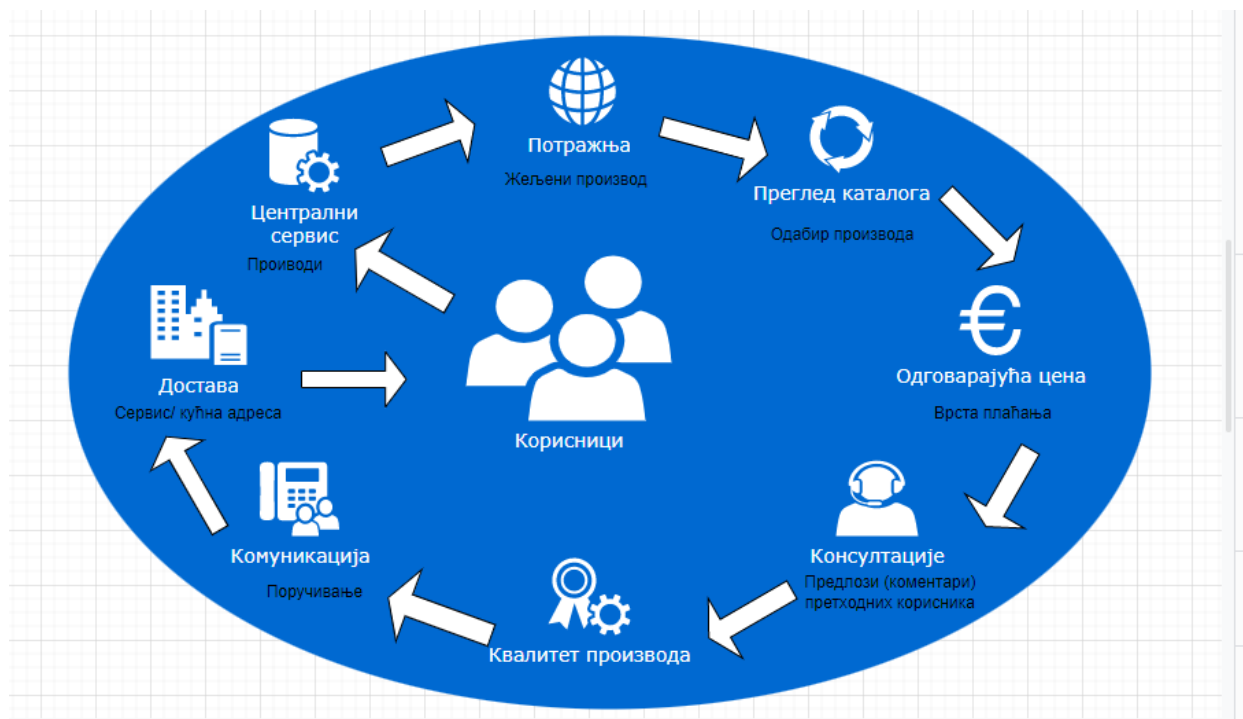 Потражња
Жељени производ
Преглед каталога
Одабир производа
€
Одговарајућа цена
Врста плаћања
Консултације
Предлози (коментари)
претходних корисника
Квалитет производа
Комуникација
Поручивање
Достава
Сервис/ кућна адреса
Централни
сервис
Проиводи
Корисници